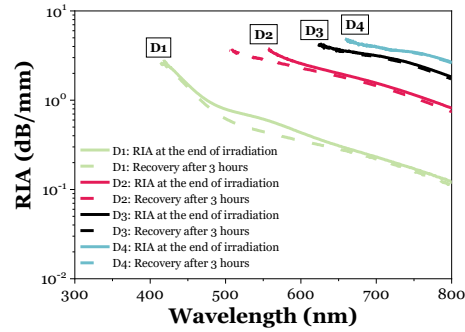 10¹
D1
D2
D3
D4
10⁰
RIA (dB/mm)
D1: RIA at the end of irradiation
D1: Recovery after 3 hours
D2: RIA at the end of irradiation
D2: Recovery after 3 hours
10⁻¹
D3: RIA at the end of irradiation
D3: Recovery after 3 hours
D4: RIA at the end of irradiation
D4: Recovery after 3 hours
10⁻²
300 400 500 600 700 800
Wavelength (nm)